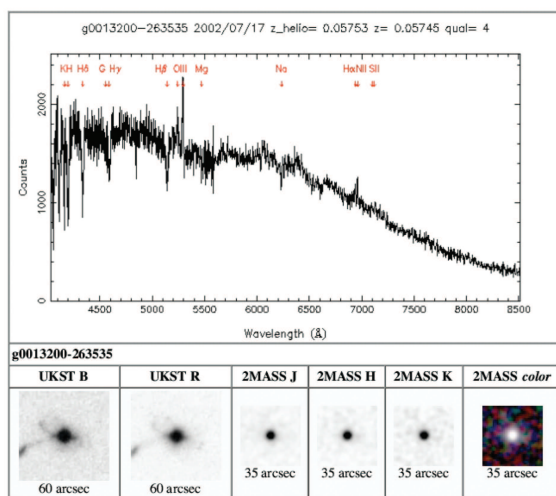 g0013200-263535 2002/07/17 z_helio= 0.05753 z= 0.05745 qual= 4
KH Hδ G Hγ Hβ OIII Mg Na HαNII SII
2000
1000
0
Counts
4500 5000 5500 6000 6500 7000 7500 8000 8500
Wavelength (Å)
g0013200-263535
UKST B UKST R 2MASS J 2MASS H 2MASS K 2MASS color
60 arcsec 60 arcsec 35 arcsec 35 arcsec 35 arcsec 35 arcsec